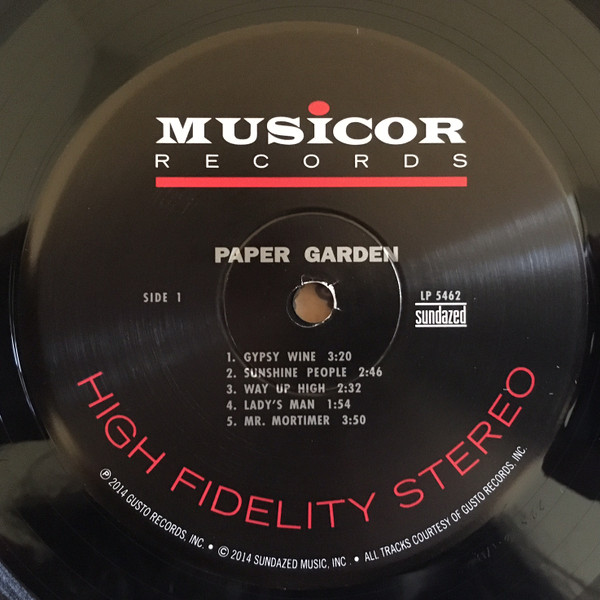 MUSICOR
RECORDS
PAPER GARDEN
SIDE 1
LP 5462
sundazed
1. GYPSY WINE 3:20
2. SUNSHINE PEOPLE 2:46
3. WAY UP HIGH 2:32
4. LADY'S MAN 1:54
5. MR. MORTIMER 3:50
HIGH FIDELITY STEREO
℗ 2014 GUSTO RECORDS, INC. • © 2014 SUNDAZED MUSIC, INC. • ALL TRACKS COURTESY OF GUSTO RECORDS, INC.